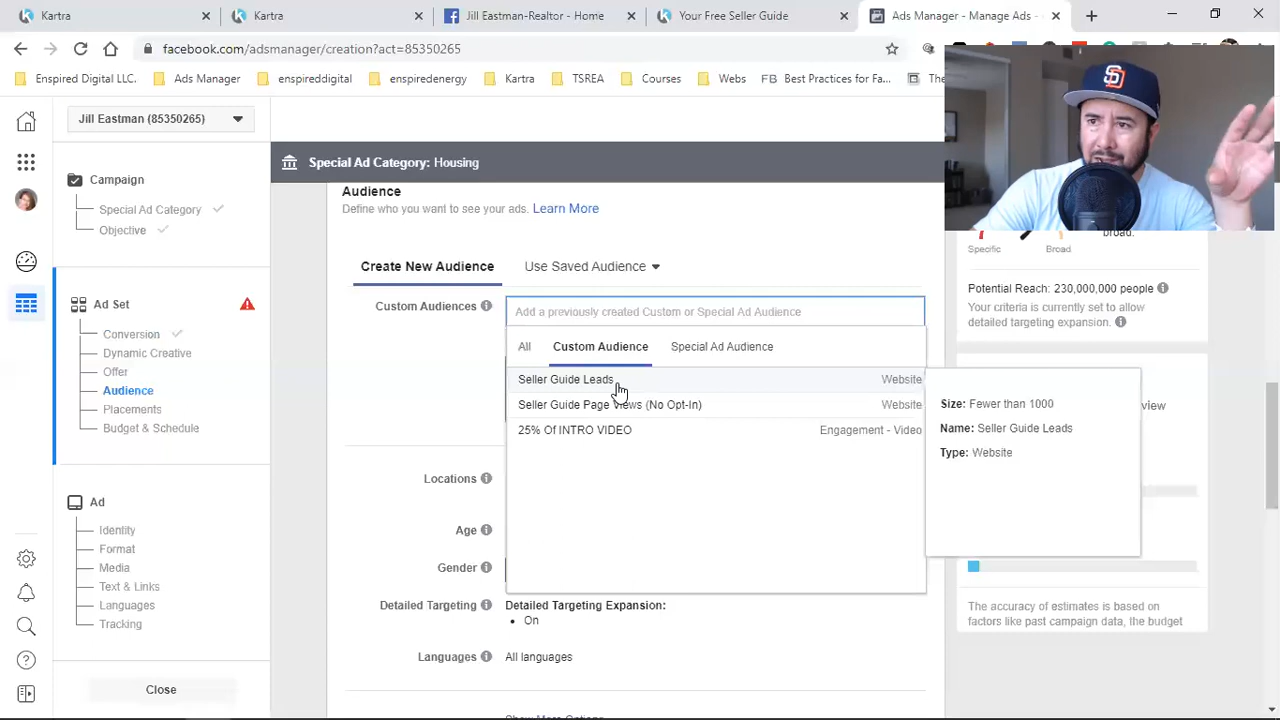 Kartra
Kartra
Jill Eastman-Realtor - Home
Your Free Seller Guide
Ads Manager - Manage Ads -
facebook.com/adsmanager/creation?act=85350265
Enspired Digital LLC.
Ads Manager
enspireddigital
enspiredenergy
Kartra
TSREA
Courses
Webs
FB Best Practices for Fa...
The
Jill Eastman (85350265)
Campaign
Special Ad Category
Objective
Ad Set
Conversion
Dynamic Creative
Offer
Audience
Placements
Budget & Schedule
Ad
Identity
Format
Media
Text & Links
Languages
Tracking
Close
Special Ad Category: Housing
Audience
Define who you want to see your ads. Learn More
Create New Audience
Use Saved Audience
Custom Audiences
Add a previously created Custom or Special Ad Audience
All
Custom Audience
Special Ad Audience
Seller Guide Leads
Website
Seller Guide Page Views (No Opt-In)
Website
25% Of INTRO VIDEO
Engagement - Video
Size: Fewer than 1000
Name: Seller Guide Leads
Type: Website
Locations
Age
Gender
Detailed Targeting
Detailed Targeting Expansion:
• On
Languages
All languages
Show More Options
SD
Specific
Broad
broad.
Potential Reach: 230,000,000 people
Your criteria is currently set to allow
detailed targeting expansion.
view
The accuracy of estimates is based on
factors like past campaign data, the budget